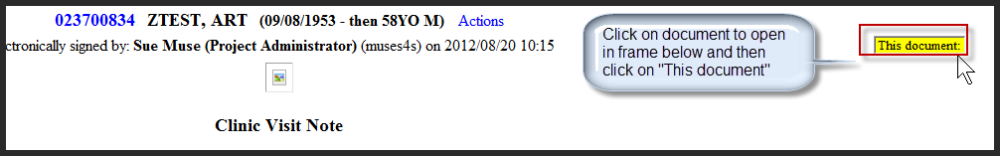 023700834 ZTEST, ART (09/08/1953 - then 58YO M) Actions
ctronically signed by: Sue Muse (Project Administrator) (muses4s) on 2012/08/20 10:15
Clinic Visit Note
Click on document to open
in frame below and then
click on "This document"
This document: